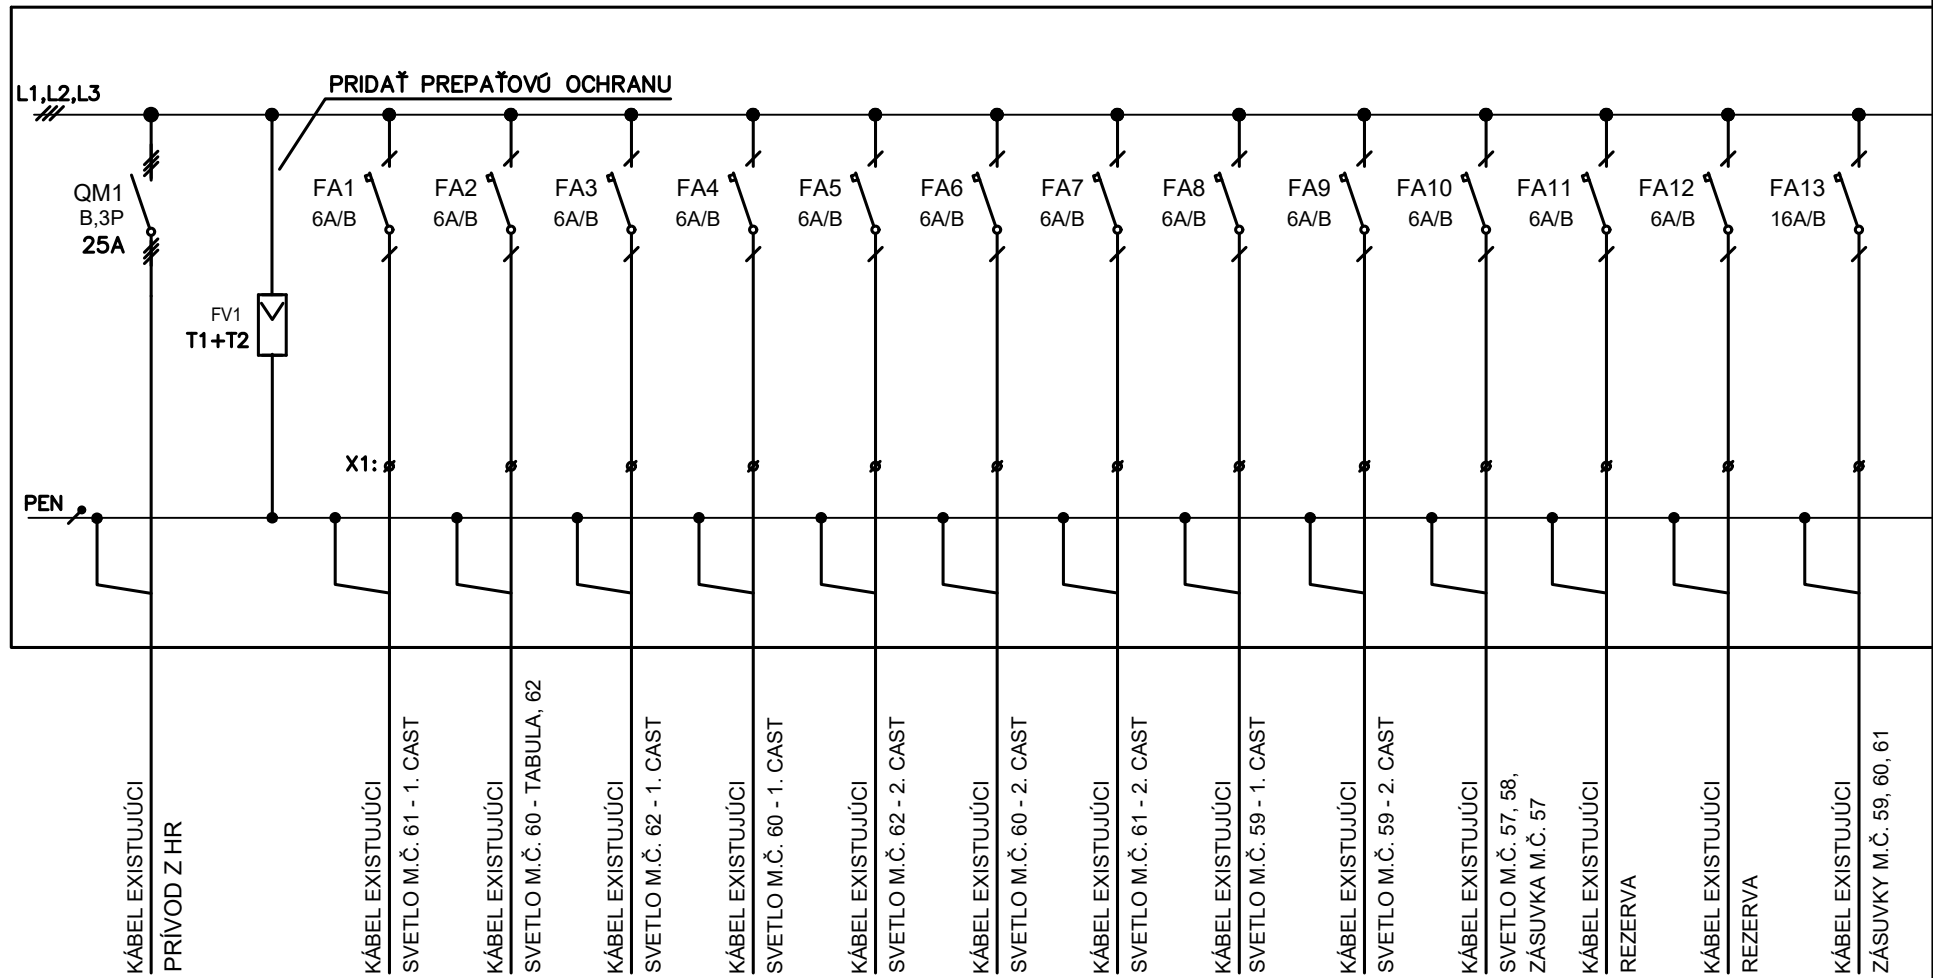 PRIDAŤ PREPAŤOVÚ OCHRANU
L1,L2,L3
QM1
B,3P
25A
FV1
T1+T2
FA1
6A/B
FA2
6A/B
FA3
6A/B
FA4
6A/B
FA5
6A/B
FA6
6A/B
FA7
6A/B
FA8
6A/B
FA9
6A/B
FA10
6A/B
FA11
6A/B
FA12
6A/B
FA13
16A/B
X1:
PEN
KÁBEL EXISTUJÚCI
PRÍVOD Z HR
KÁBEL EXISTUJÚCI
SVETLO M.Č. 61 - 1. CAST
KÁBEL EXISTUJÚCI
SVETLO M.Č. 60 - TABULA, 62
KÁBEL EXISTUJÚCI
SVETLO M.Č. 62 - 1. CAST
KÁBEL EXISTUJÚCI
SVETLO M.Č. 60 - 1. CAST
KÁBEL EXISTUJÚCI
SVETLO M.Č. 62 - 2. CAST
KÁBEL EXISTUJÚCI
SVETLO M.Č. 60 - 2. CAST
KÁBEL EXISTUJÚCI
SVETLO M.Č. 61 - 2. CAST
KÁBEL EXISTUJÚCI
SVETLO M.Č. 59 - 1. CAST
KÁBEL EXISTUJÚCI
SVETLO M.Č. 59 - 2. CAST
KÁBEL EXISTUJÚCI
SVETLO M.Č. 57, 58,
ZÁSUVKA M.Č. 57
KÁBEL EXISTUJÚCI
REZERVA
KÁBEL EXISTUJÚCI
REZERVA
KÁBEL EXISTUJÚCI
ZÁSUVKY M.Č. 59, 60, 61